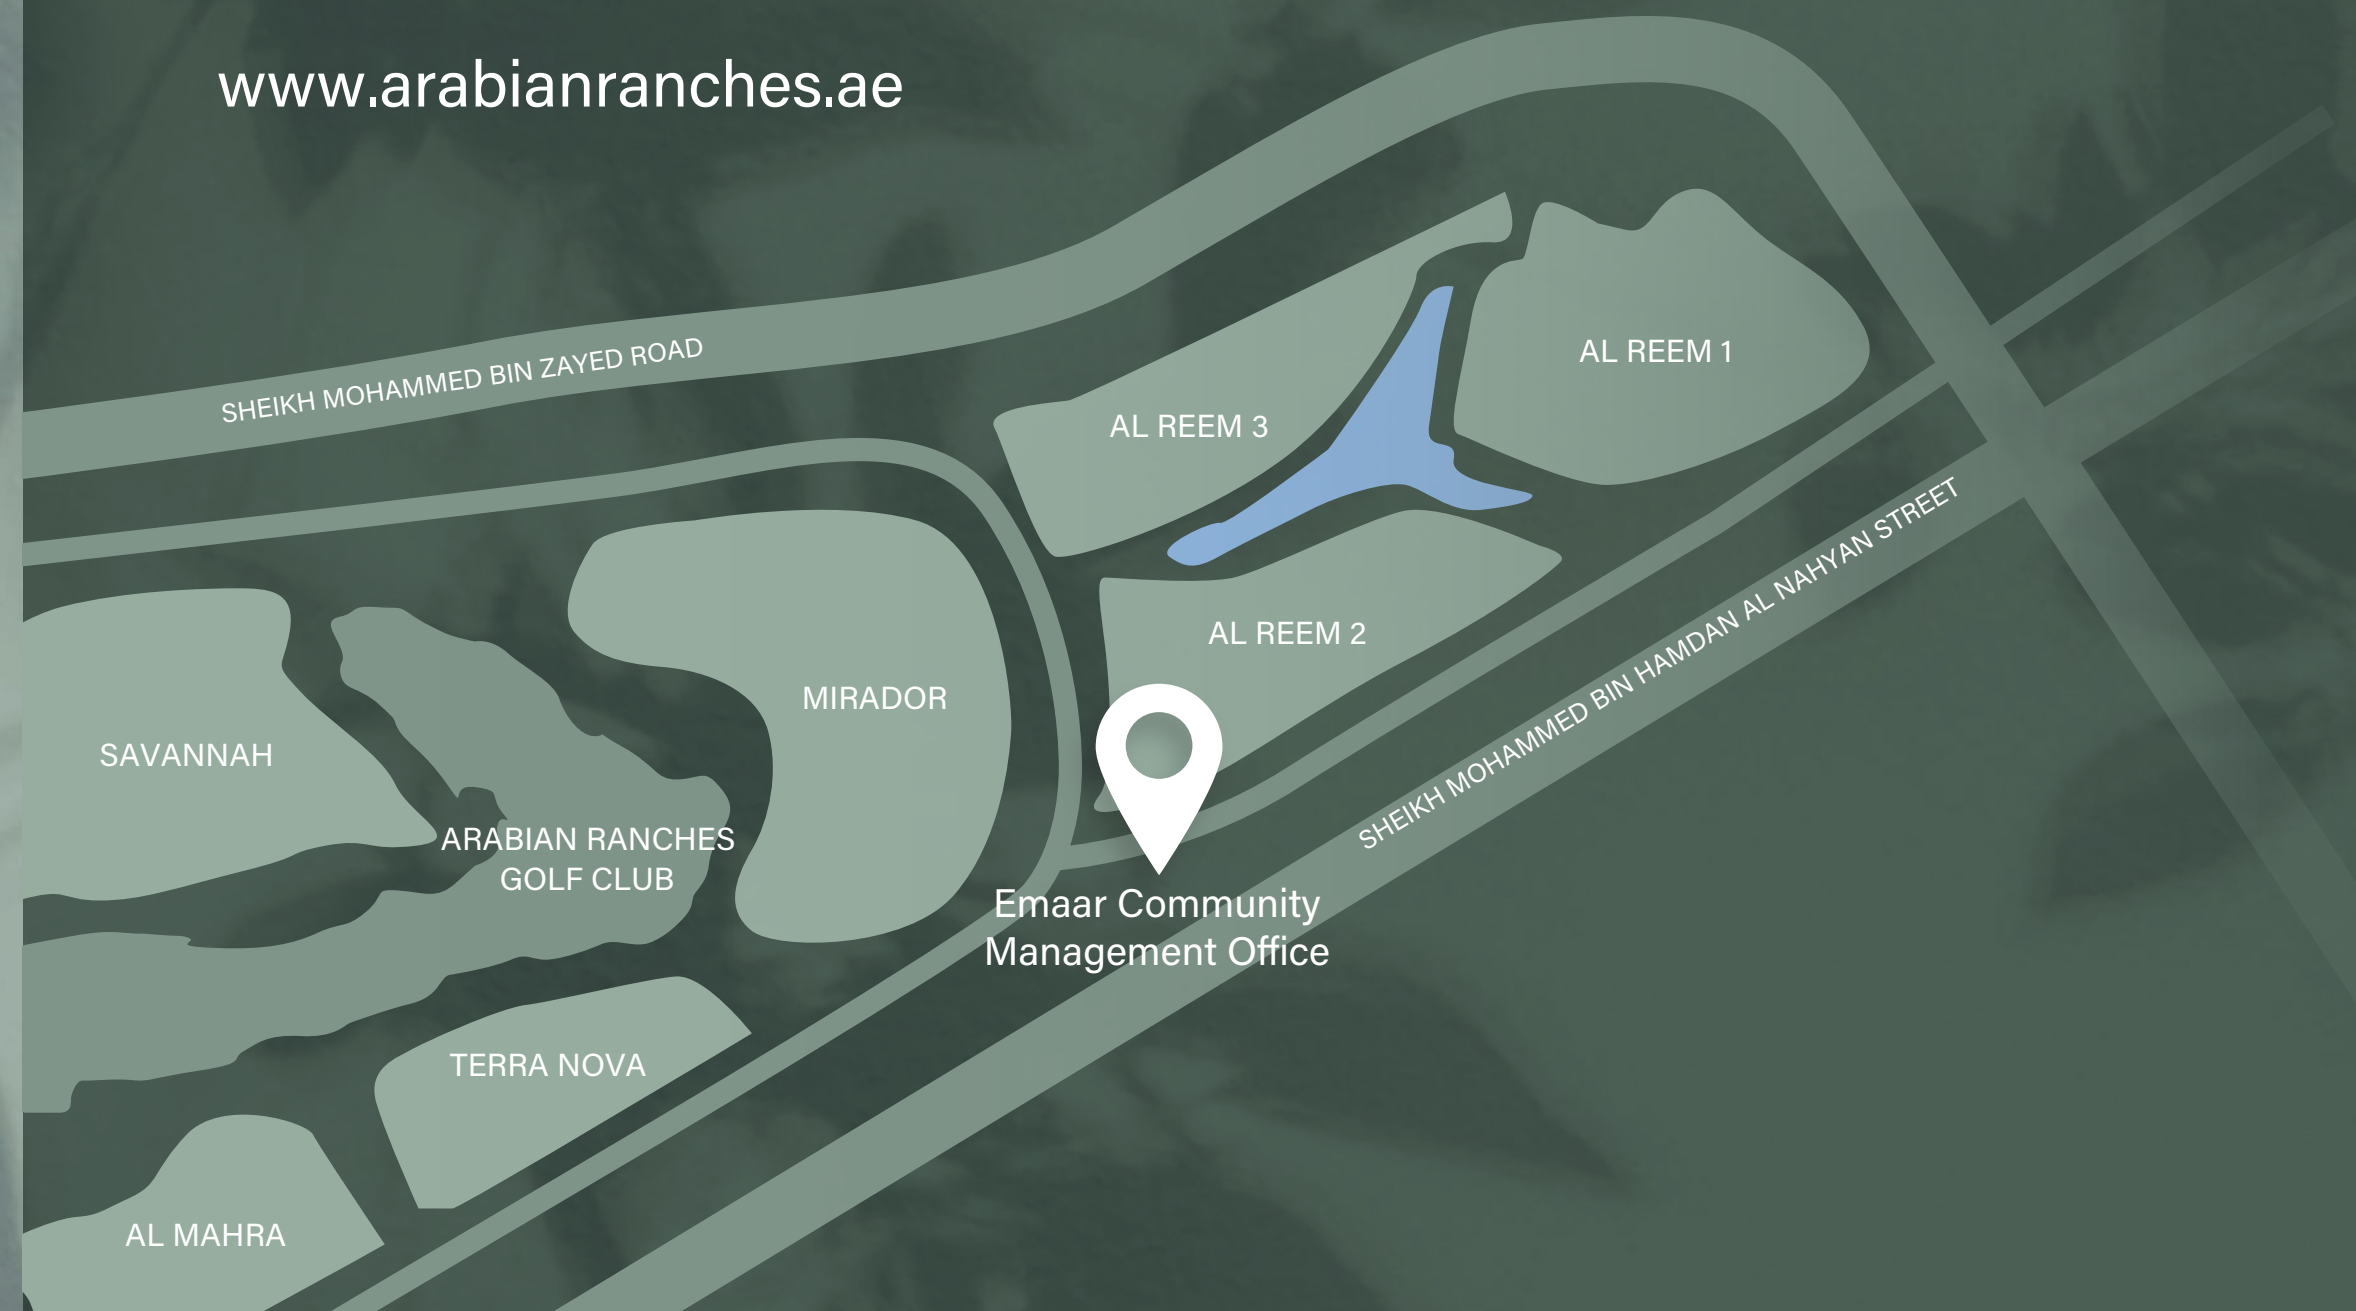 www.arabianranches.ae
SHEIKH MOHAMMED BIN ZAYED ROAD
AL REEM 1
AL REEM 3
SHEIKH MOHAMMED BIN HAMDAN AL NAHYAN STREET
AL REEM 2
MIRADOR
SAVANNAH
ARABIAN RANCHES
GOLF CLUB
Emaar Community
Management Office
TERRA NOVA
AL MAHRA